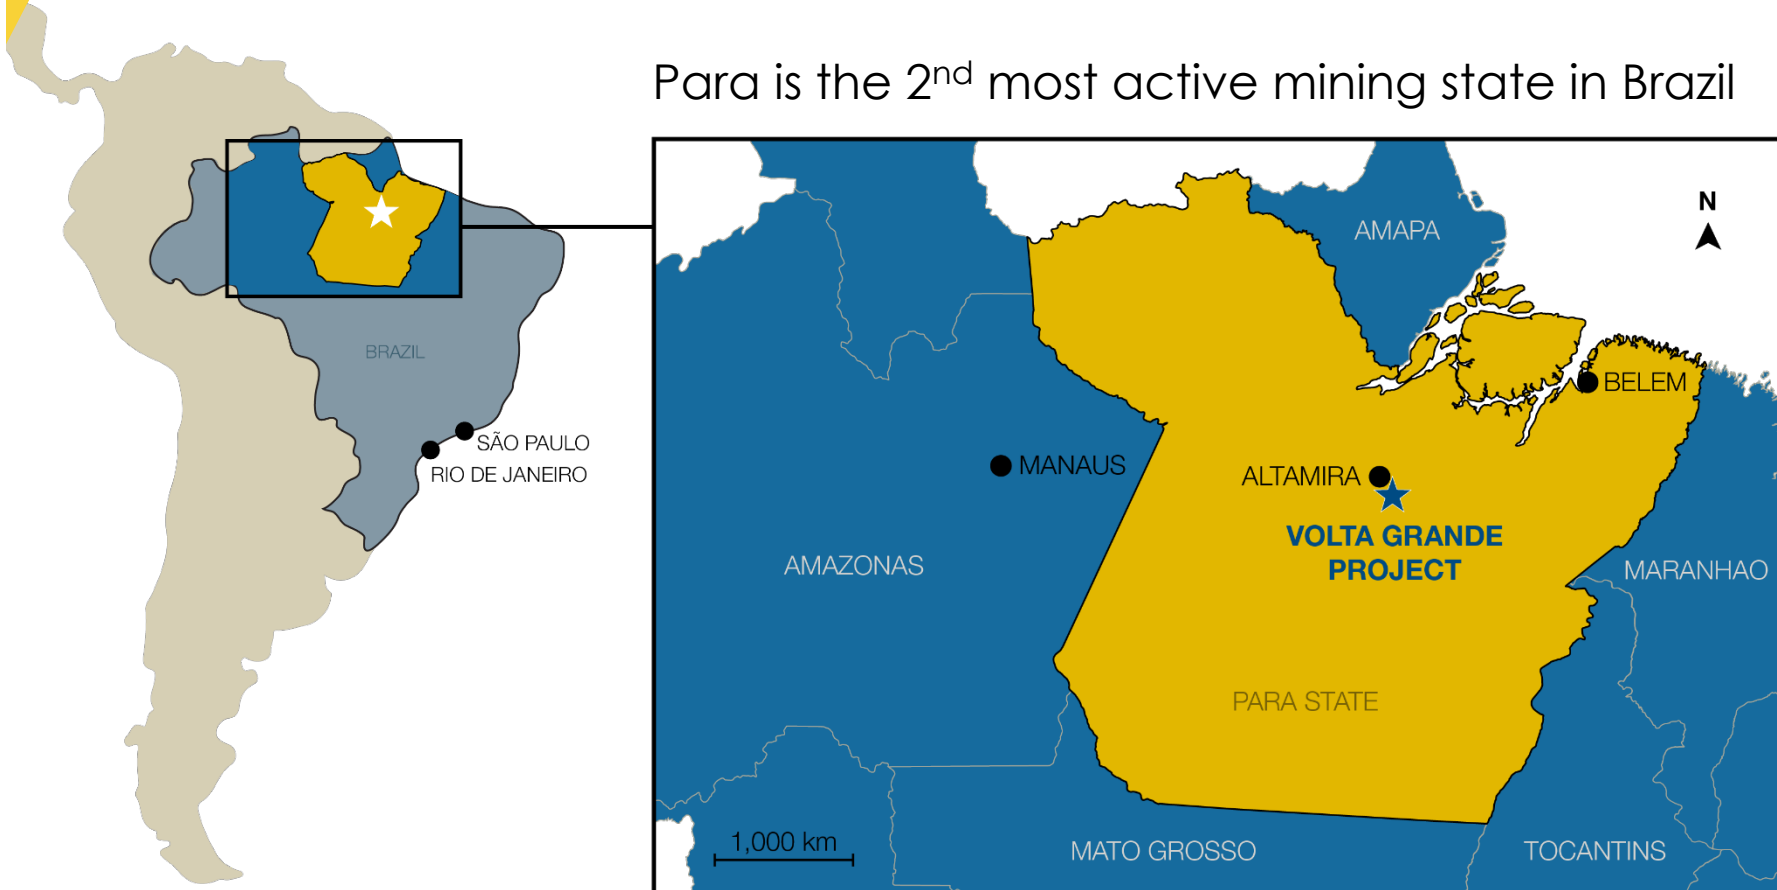 Para is the 2nd most active mining state in Brazil
BRAZIL
SÃO PAULO
RIO DE JANEIRO
N
AMAPA
BELEM
MANAUS
ALTAMIRA
VOLTA GRANDE
PROJECT
AMAZONAS
MARANHAO
PARA STATE
1,000 km
MATO GROSSO
TOCANTINS